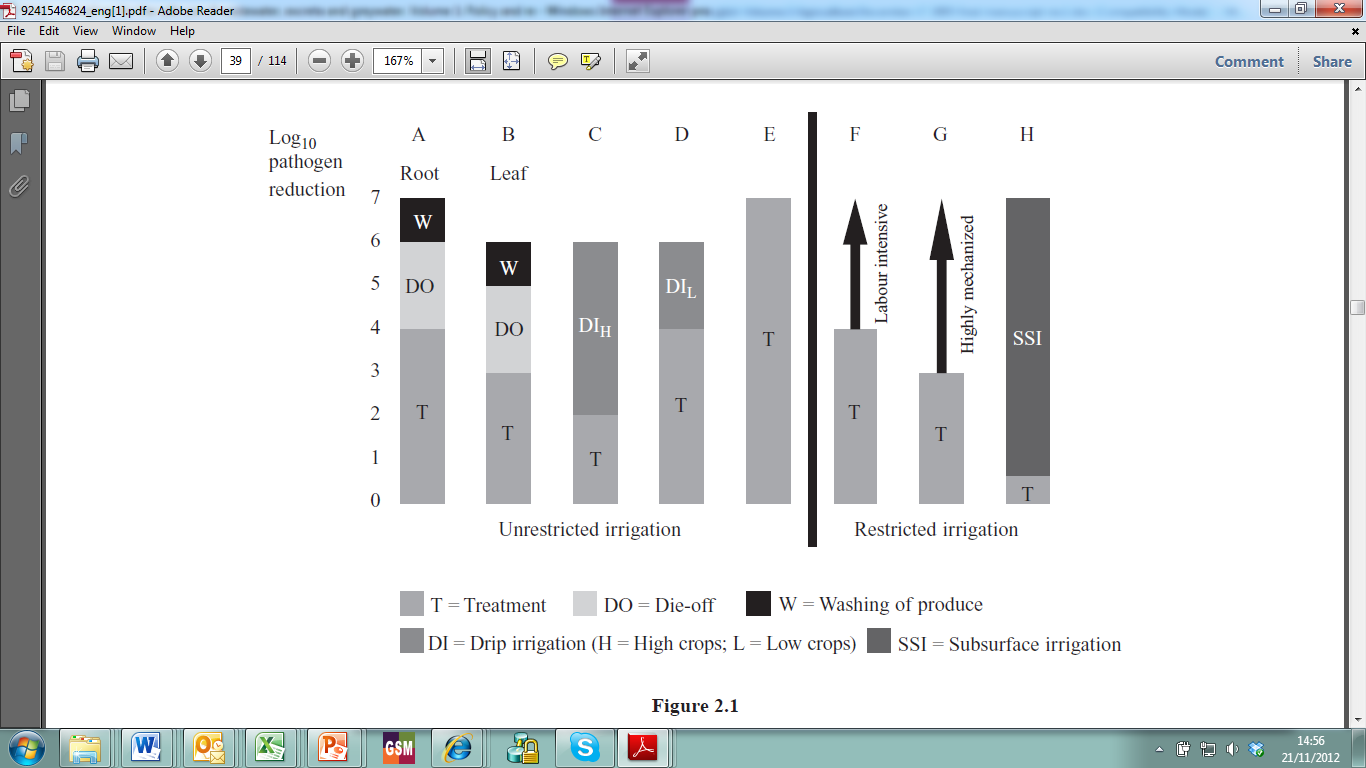 9241546824_eng[1].pdf - Adobe Reader
File Edit View Window Help
39 / 114 167% Comment Share
Log10 pathogen reduction
A B C D E F G H
Root Leaf
7
6
5
4
3
2
1
0
W
DO
T
W
DO
T
DIH
T
DIL
T
T
Labour intensive
T
Highly mechanized
T
SSI
T
Unrestricted irrigation Restricted irrigation
T = Treatment DO = Die-off W = Washing of produce
DI = Drip irrigation (H = High crops; L = Low crops) SSI = Subsurface irrigation
Figure 2.1
GSM
14:56
21/11/2012